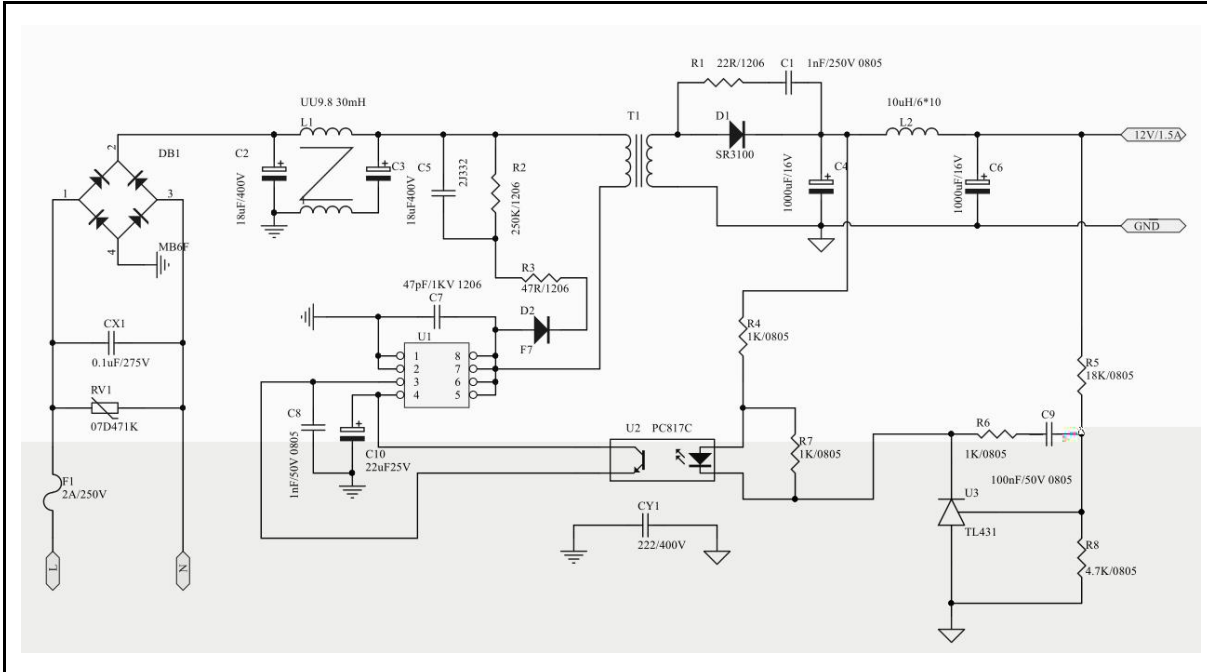 R1 22R/1206 C1 1nF/250V 0805
UU9.8 30mH
L1
T1
D1
SR3100
10uH/6*10
L2
12V/1.5A
2
DB1
1
3
4
MB6F
C2
18uF/400V
C3
18uF400V
C5
2J332
R2
250K/1206
C4
1000uF/16V
C6
1000uF/16V
GND
R3
47R/1206
47pF/1KV 1206
C7
D2
F7
U1
1 8
2 7
3 6
4 5
CX1
0.1uF/275V
RV1
07D471K
R4
1K/0805
R5
18K/0805
C8
1nF/50V 0805
C10
22uF25V
U2 PC817C
R7
1K/0805
R6
1K/0805
C9
100nF/50V 0805
U3
TL431
F1
2A/250V
CY1
222/400V
R8
4.7K/0805
L
N